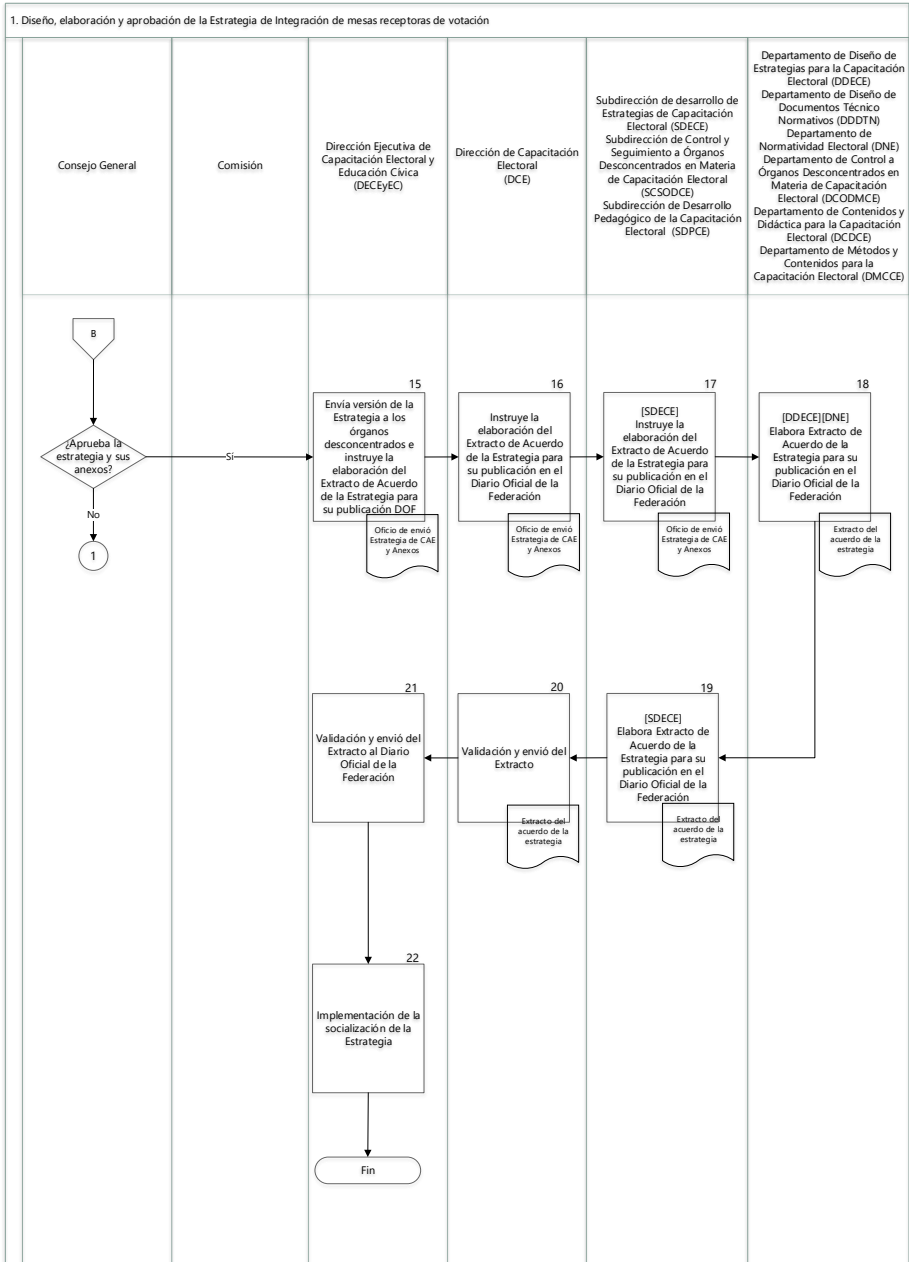 1. Diseño, elaboración y aprobación de la Estrategia de Integración de mesas receptoras de votación
Consejo General
Comisión
Dirección Ejecutiva de
Capacitación Electoral y
Educación Cívica
(DECEyEC)
Dirección de Capacitación
Electoral
(DCE)
Subdirección de desarrollo de
Estrategias de Capacitación
Electoral (SDECE)
Subdirección de Control y
Seguimiento a Órganos
Desconcentrados en Materia
de Capacitación Electoral
(SCSODCE)
Subdirección de Desarrollo
Pedagógico de la Capacitación
Electoral (SDPCE)
Departamento de Diseño de
Estrategias para la Capacitación
Electoral (DDECE)
Departamento de Diseño de
Documentos Técnico
Normativos (DDDTN)
Departamento de
Normatividad Electoral (DNE)
Departamento de Control a
Órganos Desconcentrados en
Materia de Capacitación
Electoral (DCODMCE)
Departamento de Contenidos y
Didáctica para la Capacitación
Electoral (DCDCE)
Departamento de Métodos y
Contenidos para la
Capacitación Electoral (DMCCE)
B
¿Aprueba la
estrategia y sus
anexos?
Sí
No
1
15
Envía versión de la
Estrategia a los
órganos
desconcentrados e
instruye la
elaboración del
Extracto de Acuerdo
de la Estrategia para
su publicación DOF
Oficio de envió
Estrategia de CAE
y Anexos
16
Instruye la
elaboración del
Extracto de Acuerdo
de la Estrategia para
su publicación en el
Diario Oficial de la
Federación
Oficio de envió
Estrategia de CAE
y Anexos
17
[SDECE]
Instruye la
elaboración del
Extracto de Acuerdo
de la Estrategia para
su publicación en el
Diario Oficial de la
Federación
Oficio de envió
Estrategia de CAE
y Anexos
18
[DDECE][DNE]
Elabora Extracto de
Acuerdo de la
Estrategia para su
publicación en el
Diario Oficial de la
Federación
Extracto del
acuerdo de la
estrategia
19
[SDECE]
Elabora Extracto de
Acuerdo de la
Estrategia para su
publicación en el
Diario Oficial de la
Federación
Extracto del
acuerdo de la
estrategia
20
Validación y envió del
Extracto
Extracto del
acuerdo de la
estrategia
21
Validación y envió del
Extracto al Diario
Oficial de la
Federación
22
Implementación de la
socialización de la
Estrategia
Fin